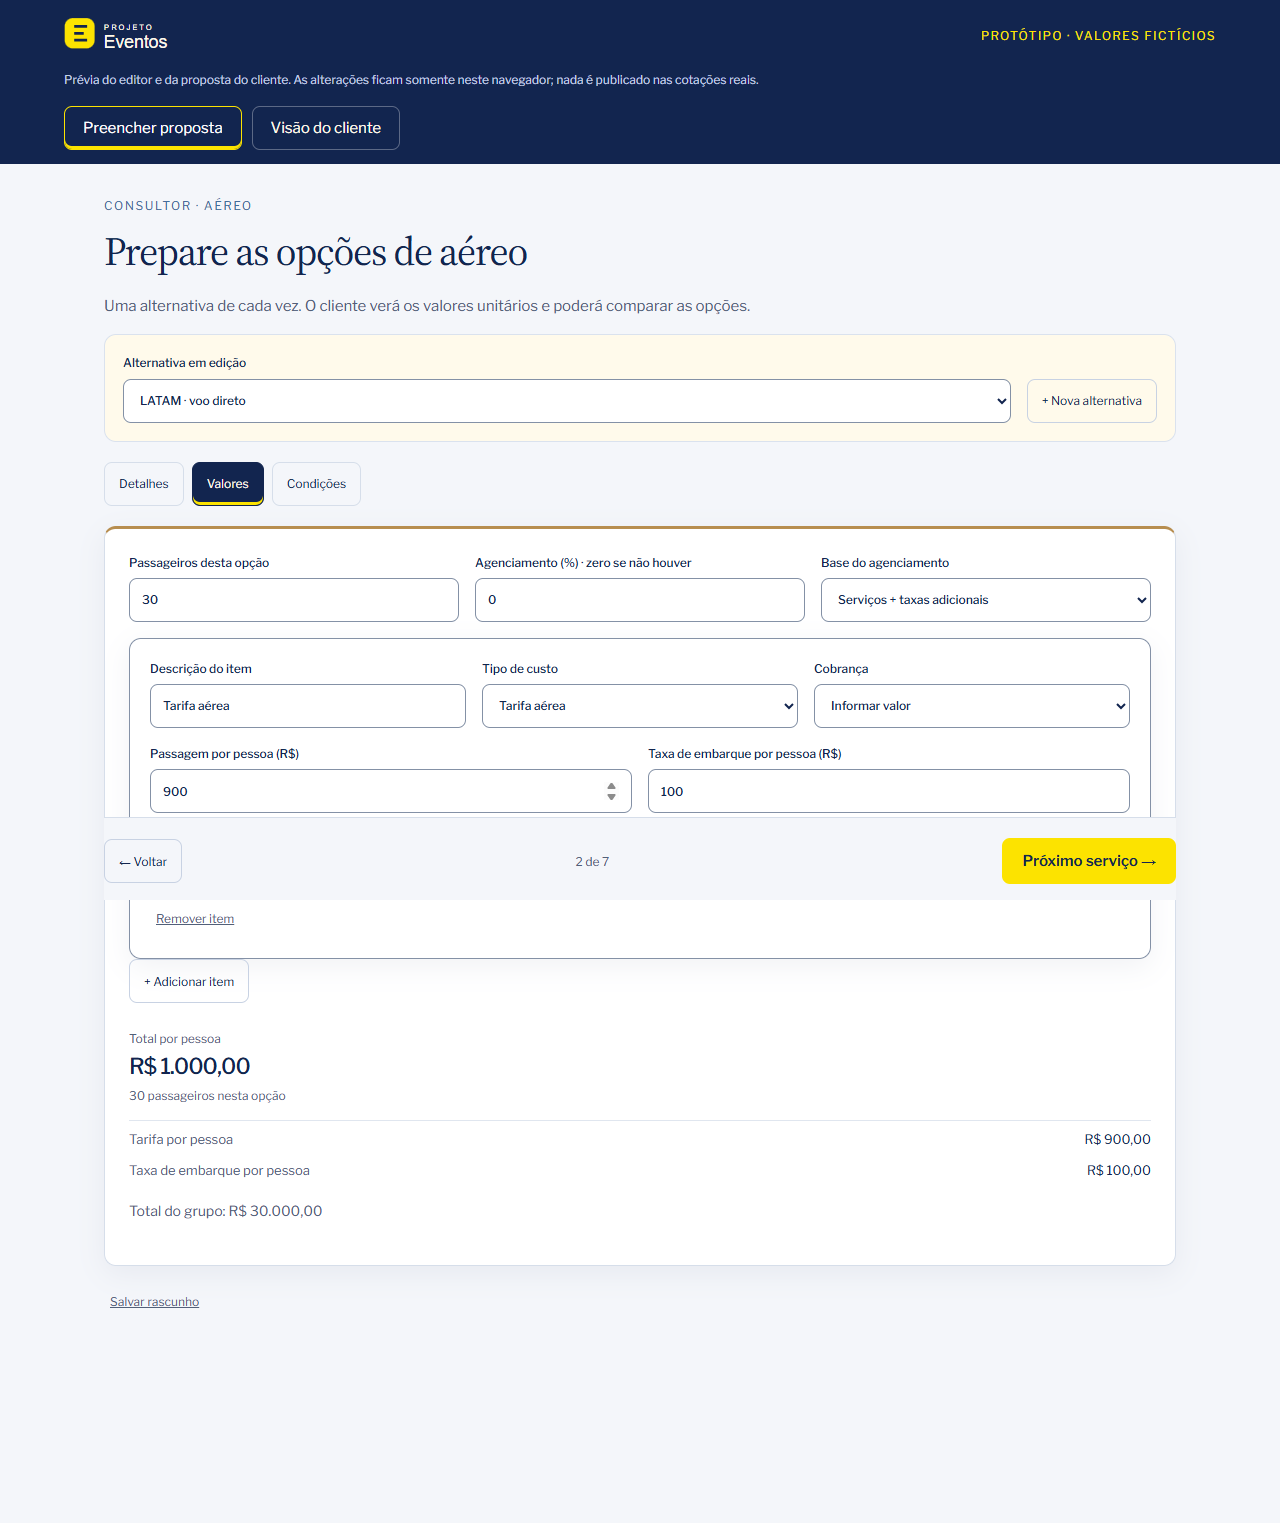 PROJETO
Eventos
PROTÓTIPO · VALORES FICTÍCIOS
Prévia do editor e da proposta do cliente. As alterações ficam somente neste navegador; nada é publicado nas cotações reais.
Preencher proposta
Visão do cliente
CONSULTOR · AÉREO
Prepare as opções de aéreo
Uma alternativa de cada vez. O cliente verá os valores unitários e poderá comparar as opções.
Alternativa em edição
LATAM · voo direto
+ Nova alternativa
Detalhes
Valores
Condições
Passageiros desta opção
Agenciamento (%) · zero se não houver
Base do agenciamento
30
0
Serviços + taxas adicionais
Descrição do item
Tipo de custo
Cobrança
Tarifa aérea
Tarifa aérea
Informar valor
Passagem por pessoa (R$)
Taxa de embarque por pessoa (R$)
900
100
← Voltar
2 de 7
Próximo serviço →
Remover item
+ Adicionar item
Total por pessoa
R$ 1.000,00
30 passageiros nesta opção
Tarifa por pessoa
R$ 900,00
Taxa de embarque por pessoa
R$ 100,00
Total do grupo: R$ 30.000,00
Salvar rascunho